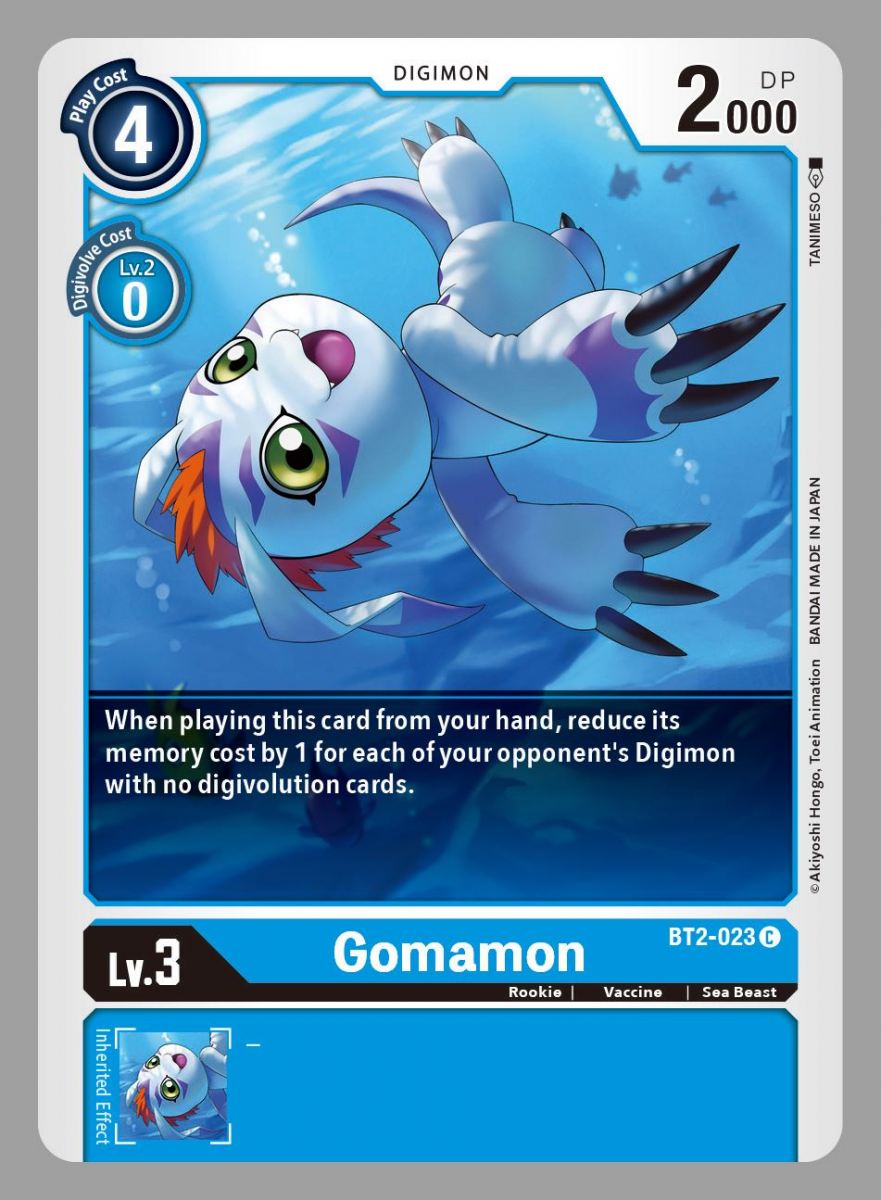 DIGIMON
Play Cost
4
2000
DP
Digivolve Cost
Lv.2
0
TANIMESO
BANDAI MADE IN JAPAN
© Akiyoshi Hongo, Toei Animation
When playing this card from your hand, reduce its
memory cost by 1 for each of your opponent's Digimon
with no digivolution cards.
Lv.3
Gomamon
BT2-023 C
Rookie | Vaccine | Sea Beast
Inherited Effect
–